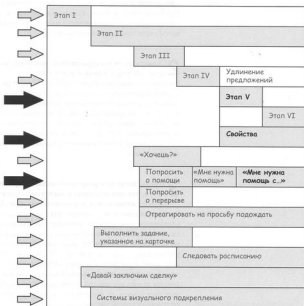 Этап I
Этап II
Этап III
Этап IV
Удлинение
предложений
Этап V
Этап VI
Свойства
«Хочешь?»
Попросить
о помощи
«Мне нужна
помощь»
«Мне нужна
помощь с...»
Попросить
о перерыве
Отреагировать на просьбу подождать
Выполнить задание,
указанное на карточке
Следовать расписанию
«Давай заключим сделку»
Системы визуального подкрепления